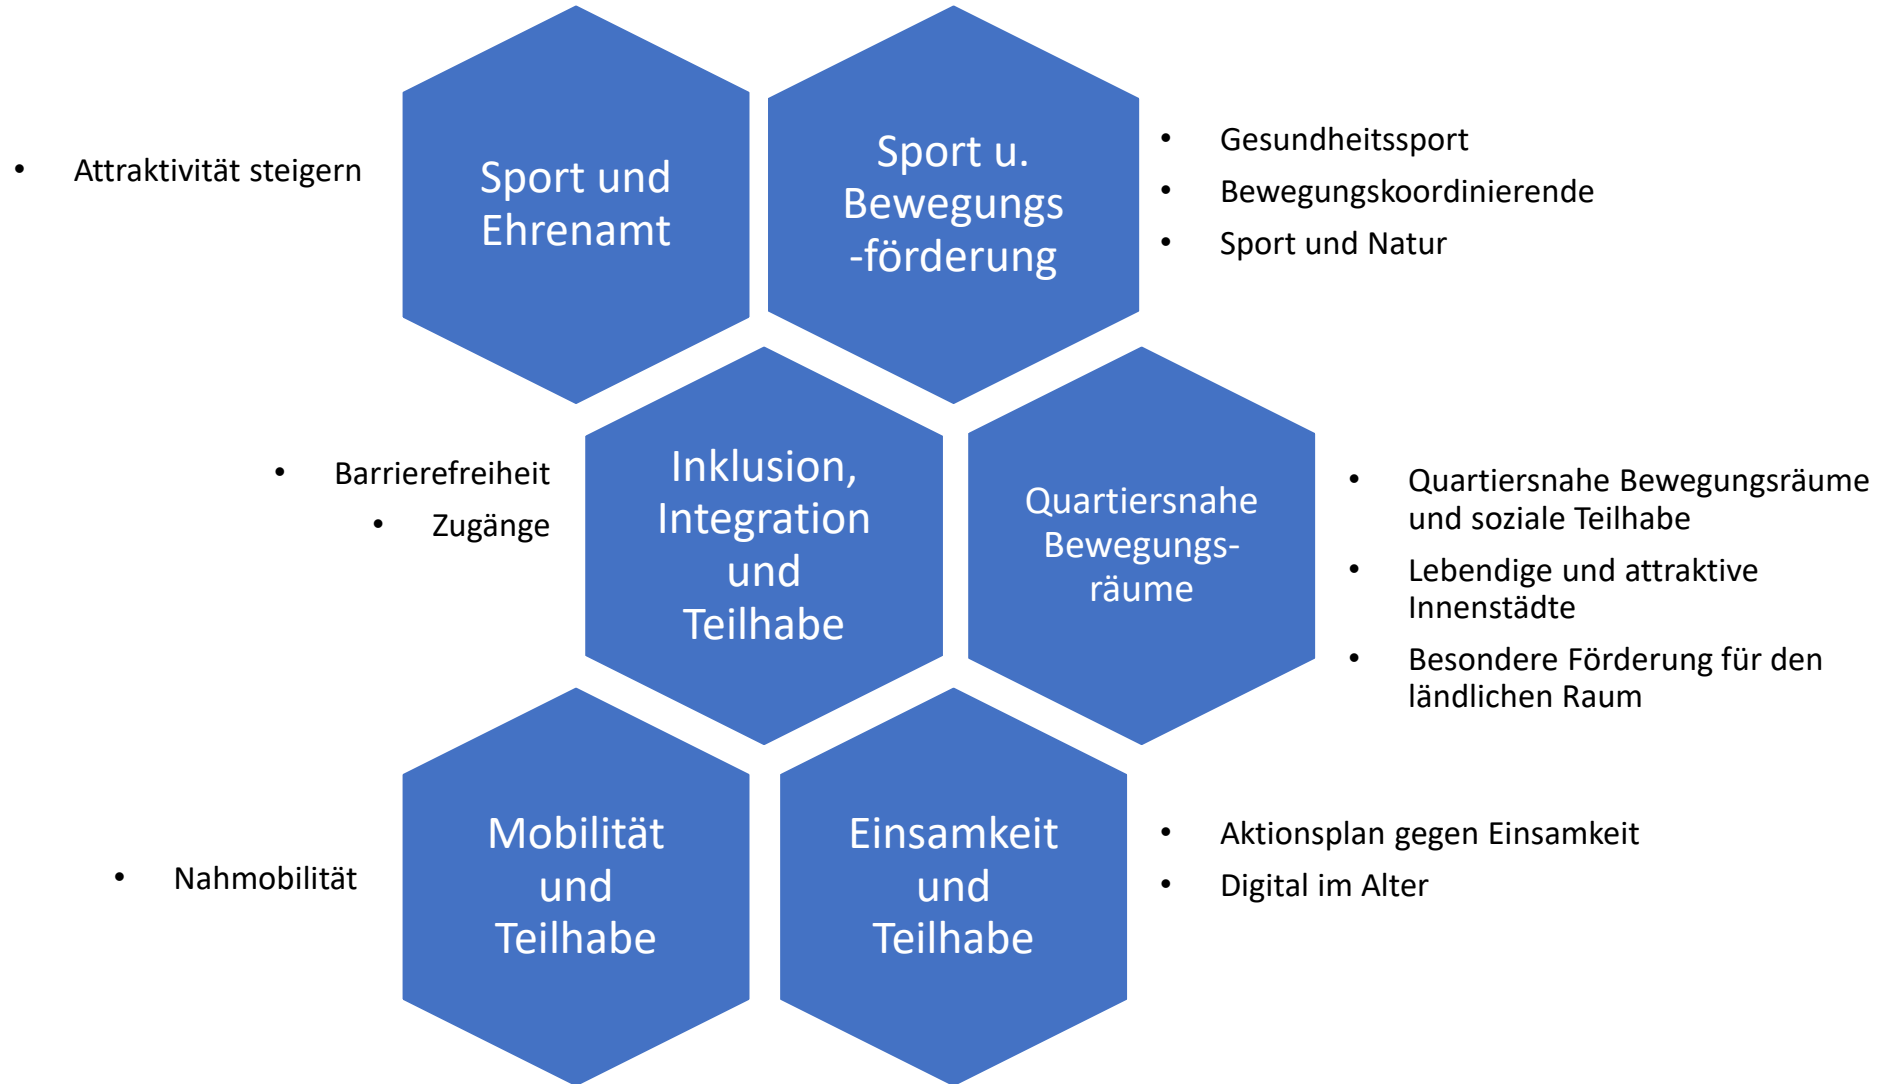 • Attraktivität steigern
Sport und
Ehrenamt
Sport u.
Bewegungs
-förderung
• Gesundheitssport
• Bewegungskoordinierende
• Sport und Natur
• Barrierefreiheit
• Zugänge
Inklusion,
Integration
und
Teilhabe
Quartiersnahe
Bewegungs-
räume
• Quartiersnahe Bewegungsräume
und soziale Teilhabe
• Lebendige und attraktive
Innenstädte
• Besondere Förderung für den
ländlichen Raum
• Nahmobilität
Mobilität
und
Teilhabe
Einsamkeit
und
Teilhabe
• Aktionsplan gegen Einsamkeit
• Digital im Alter